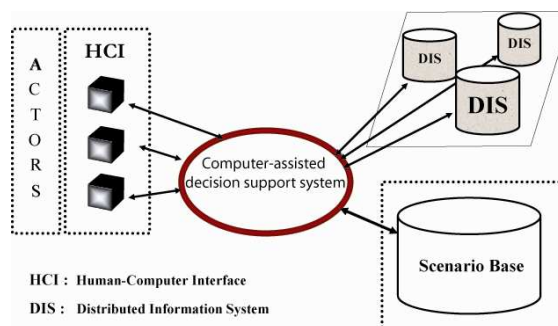 ACTORS
HCI
DIS
DIS
DIS
Computer-assisted
decision support system
Scenario Base
HCI : Human-Computer Interface
DIS : Distributed Information System